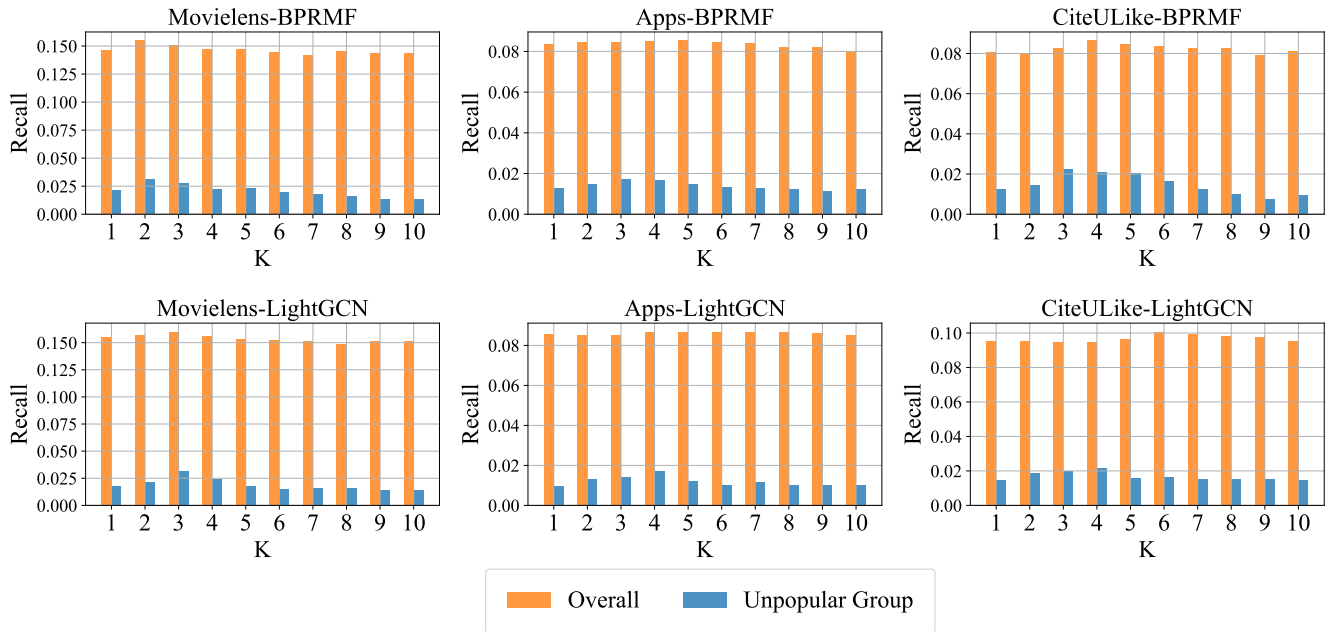 Movielens-BPRMF
Recall
0.150
0.125
0.100
0.075
0.050
0.025
0.000
1 2 3 4 5 6 7 8 9 10
K
Apps-BPRMF
Recall
0.08
0.06
0.04
0.02
0.00
1 2 3 4 5 6 7 8 9 10
K
CiteULike-BPRMF
Recall
0.08
0.06
0.04
0.02
0.00
1 2 3 4 5 6 7 8 9 10
K
Movielens-LightGCN
Recall
0.150
0.125
0.100
0.075
0.050
0.025
0.000
1 2 3 4 5 6 7 8 9 10
K
Apps-LightGCN
Recall
0.08
0.06
0.04
0.02
0.00
1 2 3 4 5 6 7 8 9 10
K
CiteULike-LightGCN
Recall
0.10
0.08
0.06
0.04
0.02
0.00
1 2 3 4 5 6 7 8 9 10
K
Overall
Unpopular Group